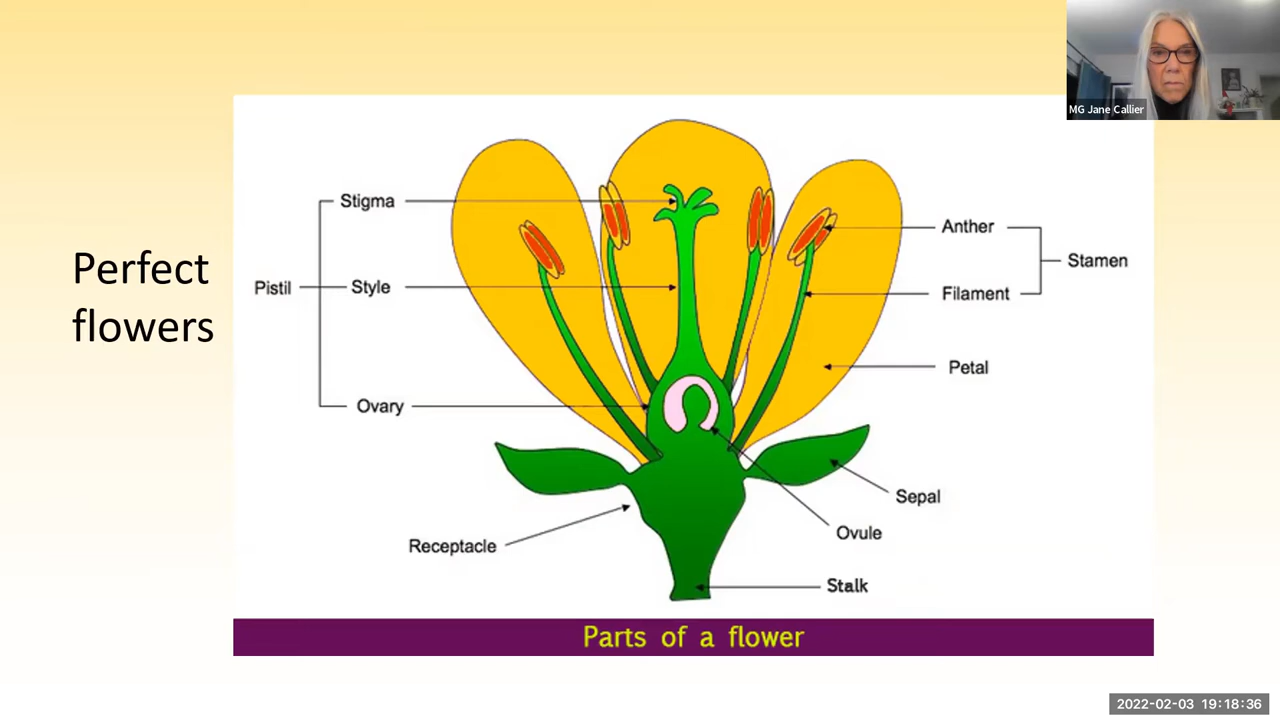 MG Jane Callier
Perfect
flowers
Stigma
Pistil
Style
Ovary
Receptacle
Anther
Stamen
Filament
Petal
Sepal
Ovule
Stalk
Parts of a flower
2022-02-03 19:18:36